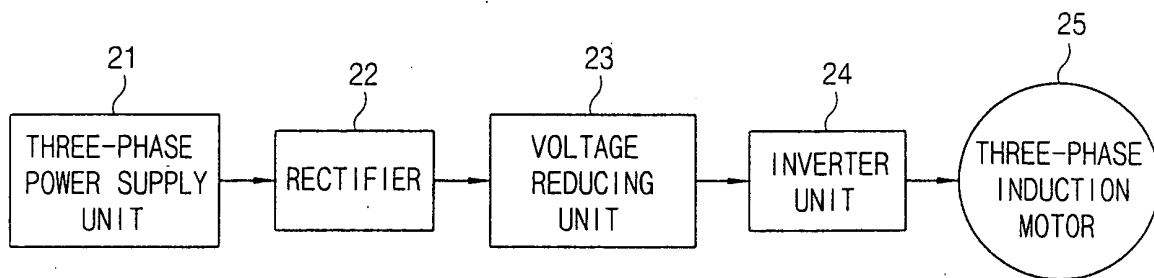 21
22
23
24
25
THREE-PHASE
POWER SUPPLY
UNIT
RECTIFIER
VOLTAGE
REDUCING
UNIT
INVERTER
UNIT
THREE-PHASE
INDUCTION
MOTOR